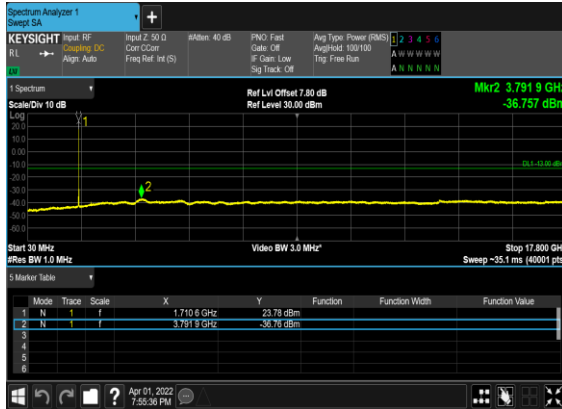 Spectrum Analyzer 1
Swept SA
+
KEYSIGHT Input: RF Input Z: 50 Ω #Atten: 40 dB PNO: Fast Avg Type: Power (RMS) 1 2 3 4 5 6
RL Coupling: DC Corr CCorr Gate: Off Avg|Hold: 100/100 A W W W W W
Align: Auto Freq Ref: Int (S) IF Gain: Low Trig: Free Run
LU Sig Track: Off A N N N N N
1 Spectrum Ref Lvl Offset 7.80 dB Mkr2 3.791 9 GHz
Scale/Div 10 dB Ref Level 30.00 dBm -36.757 dBm
Log
20.0
10.0
0.00
-10.0
DL1 -13.00 dBm
-20.0
-30.0
-40.0
-50.0
-60.0
1
2
Start 30 MHz Video BW 3.0 MHz* Stop 17.800 GHz
#Res BW 1.0 MHz Sweep ~35.1 ms (40001 pts)
5 Marker Table
Mode Trace Scale X Y Function Function Width Function Value
1 N 1 f 1.710 6 GHz 23.78 dBm
2 N 1 f 3.791 9 GHz -36.76 dBm
3
4
5
6
? Apr 01, 2022
7:55:36 PM